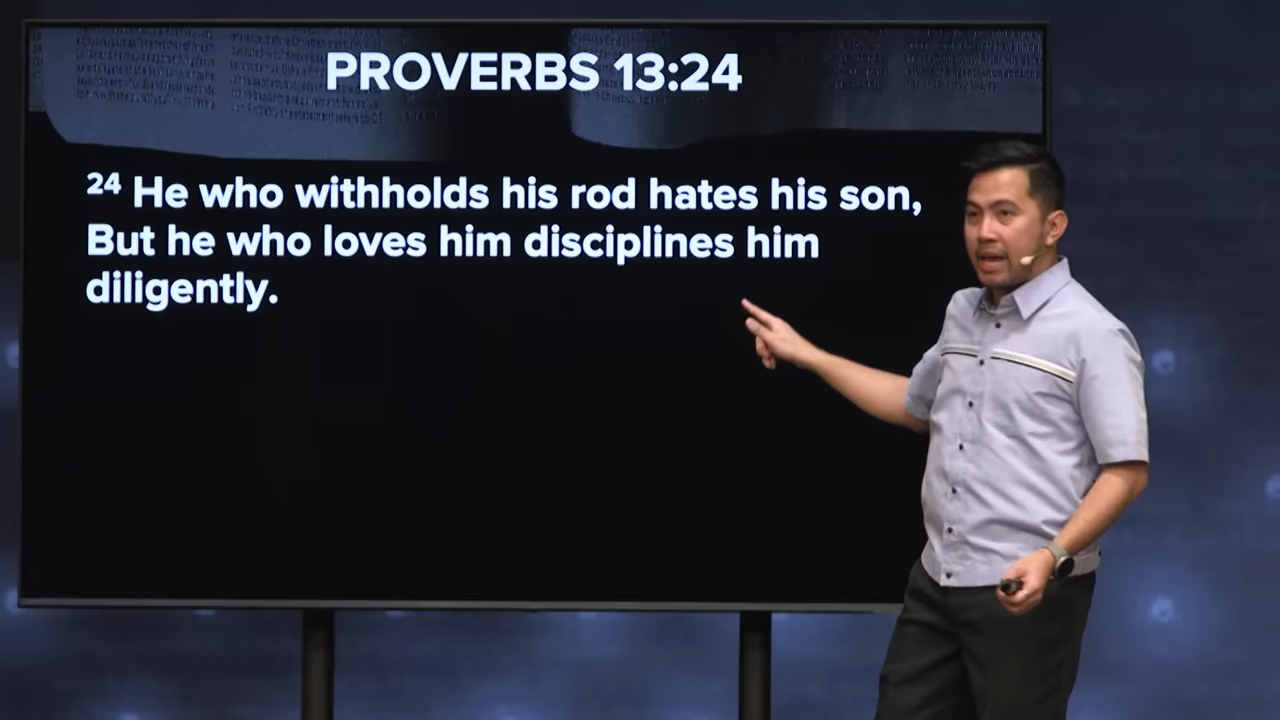 PROVERBS 13:24
24 He who withholds his rod hates his son,
But he who loves him disciplines him
diligently.